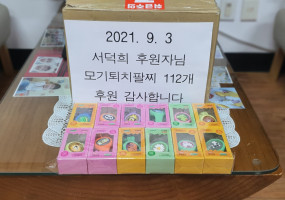 2021. 9. 3
서덕희 후원자님
모기퇴치팔찌 112개
후원 감사합니다